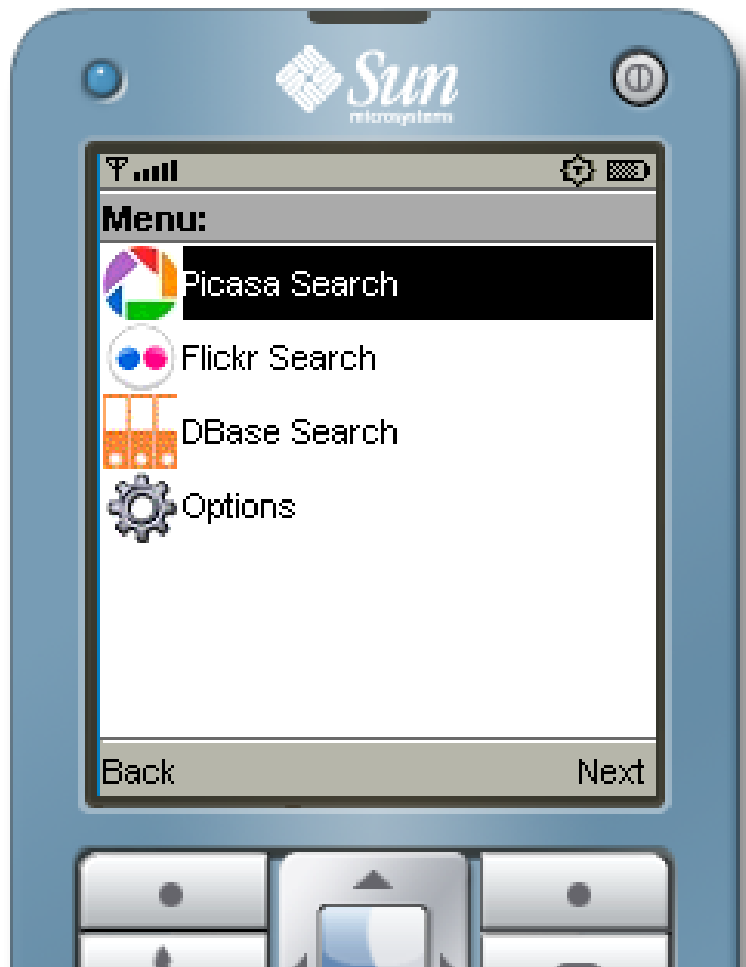 Sun
microsystems
Menu:
Picasa Search
Flickr Search
DBase Search
Options
Back
Next